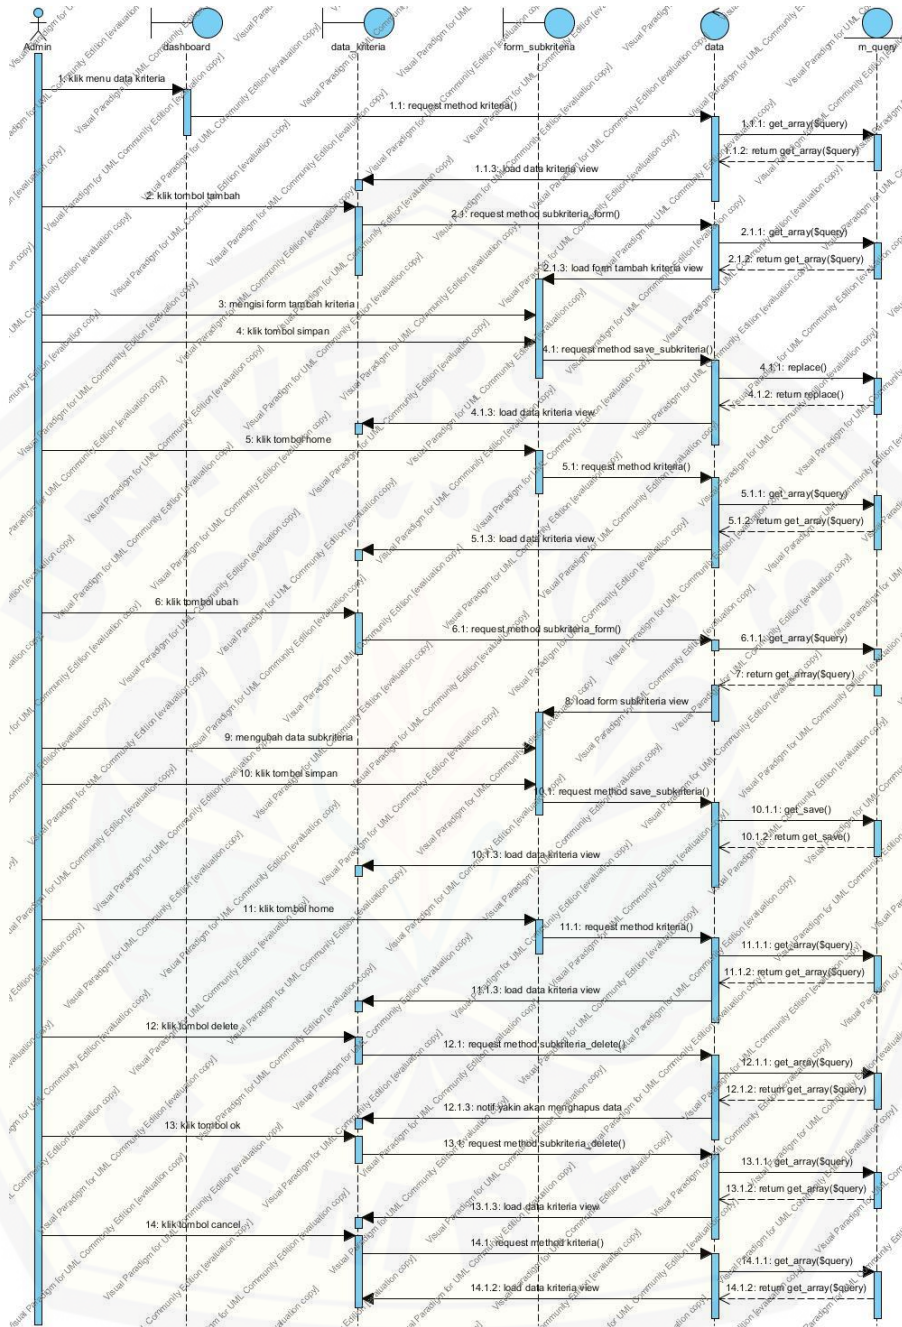 Admin
dashboard
data_kriteria
form_subkriteria
data
m_query
1: klik menu data kriteria
1.1: request method kriteria()
1.1.1: get_array($query)
1.1.2: return get_array($query)
1.1.3: load data kriteria view
2: klik tombol tambah
2.1: request method subkriteria_form()
2.1.1: get_array($query)
2.1.2: return get_array($query)
2.1.3: load form tambah kriteria view
3: mengisi form tambah kriteria
4: klik tombol simpan
4.1: request method save_subkriteria()
4.1.1: replace()
4.1.2: return replace()
4.1.3: load data kriteria view
5: klik tombol home
5.1: request method kriteria()
5.1.1: get_array($query)
5.1.2: return get_array($query)
5.1.3: load data kriteria view
6: klik tombol ubah
6.1: request method subkriteria_form()
6.1.1: get_array($query)
7: return get_array($query)
8: load form subkriteria view
9: mengubah data subkriteria
10: klik tombol simpan
10.1: request method save_subkriteria()
10.1.1: get_save()
10.1.2: return get_save()
10.1.3: load data kriteria view
11: klik tombol home
11.1: request method kriteria()
11.1.1: get_array($query)
11.1.2: return get_array($query)
11.1.3: load data kriteria view
12: klik tombol delete
12.1: request method subkriteria_delete()
12.1.1: get_array($query)
12.1.2: return get_array($query)
12.1.3: notif yakin akan menghapus data
13: klik tombol ok
13.1: request method subkriteria_delete()
13.1.1: get_array($query)
13.1.2: return get_array($query)
13.1.3: load data kriteria view
14: klik tombol cancel
14.1: request method kriteria()
14.1.1: get_array($query)
14.1.2: return get_array($query)
14.1.2: load data kriteria view
Visual Paradigm for UML Community Edition [evaluation copy]